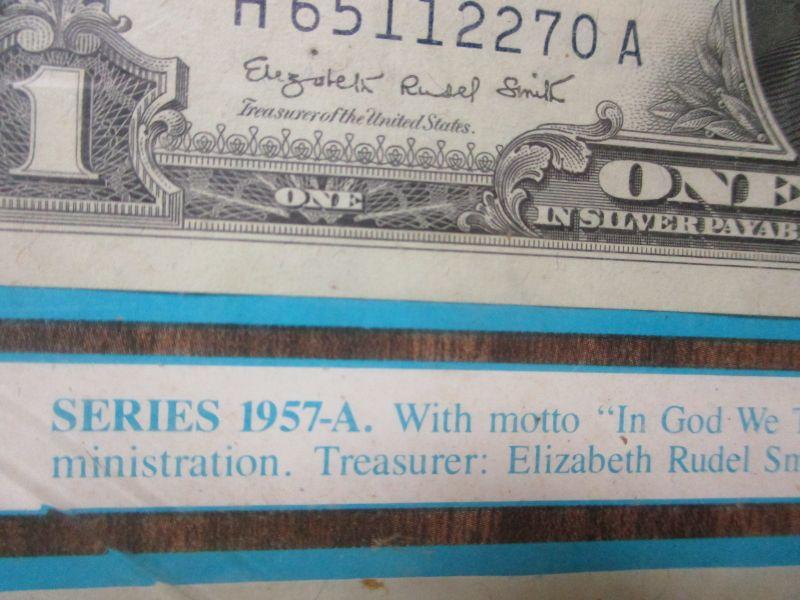 H 65112270 A
Elizabeth Rudel Smith
Treasurer of the United States.
1
ONE
ONE
IN SILVER PAYAB
SERIES 1957-A. With motto "In God We T
ministration. Treasurer: Elizabeth Rudel Sm